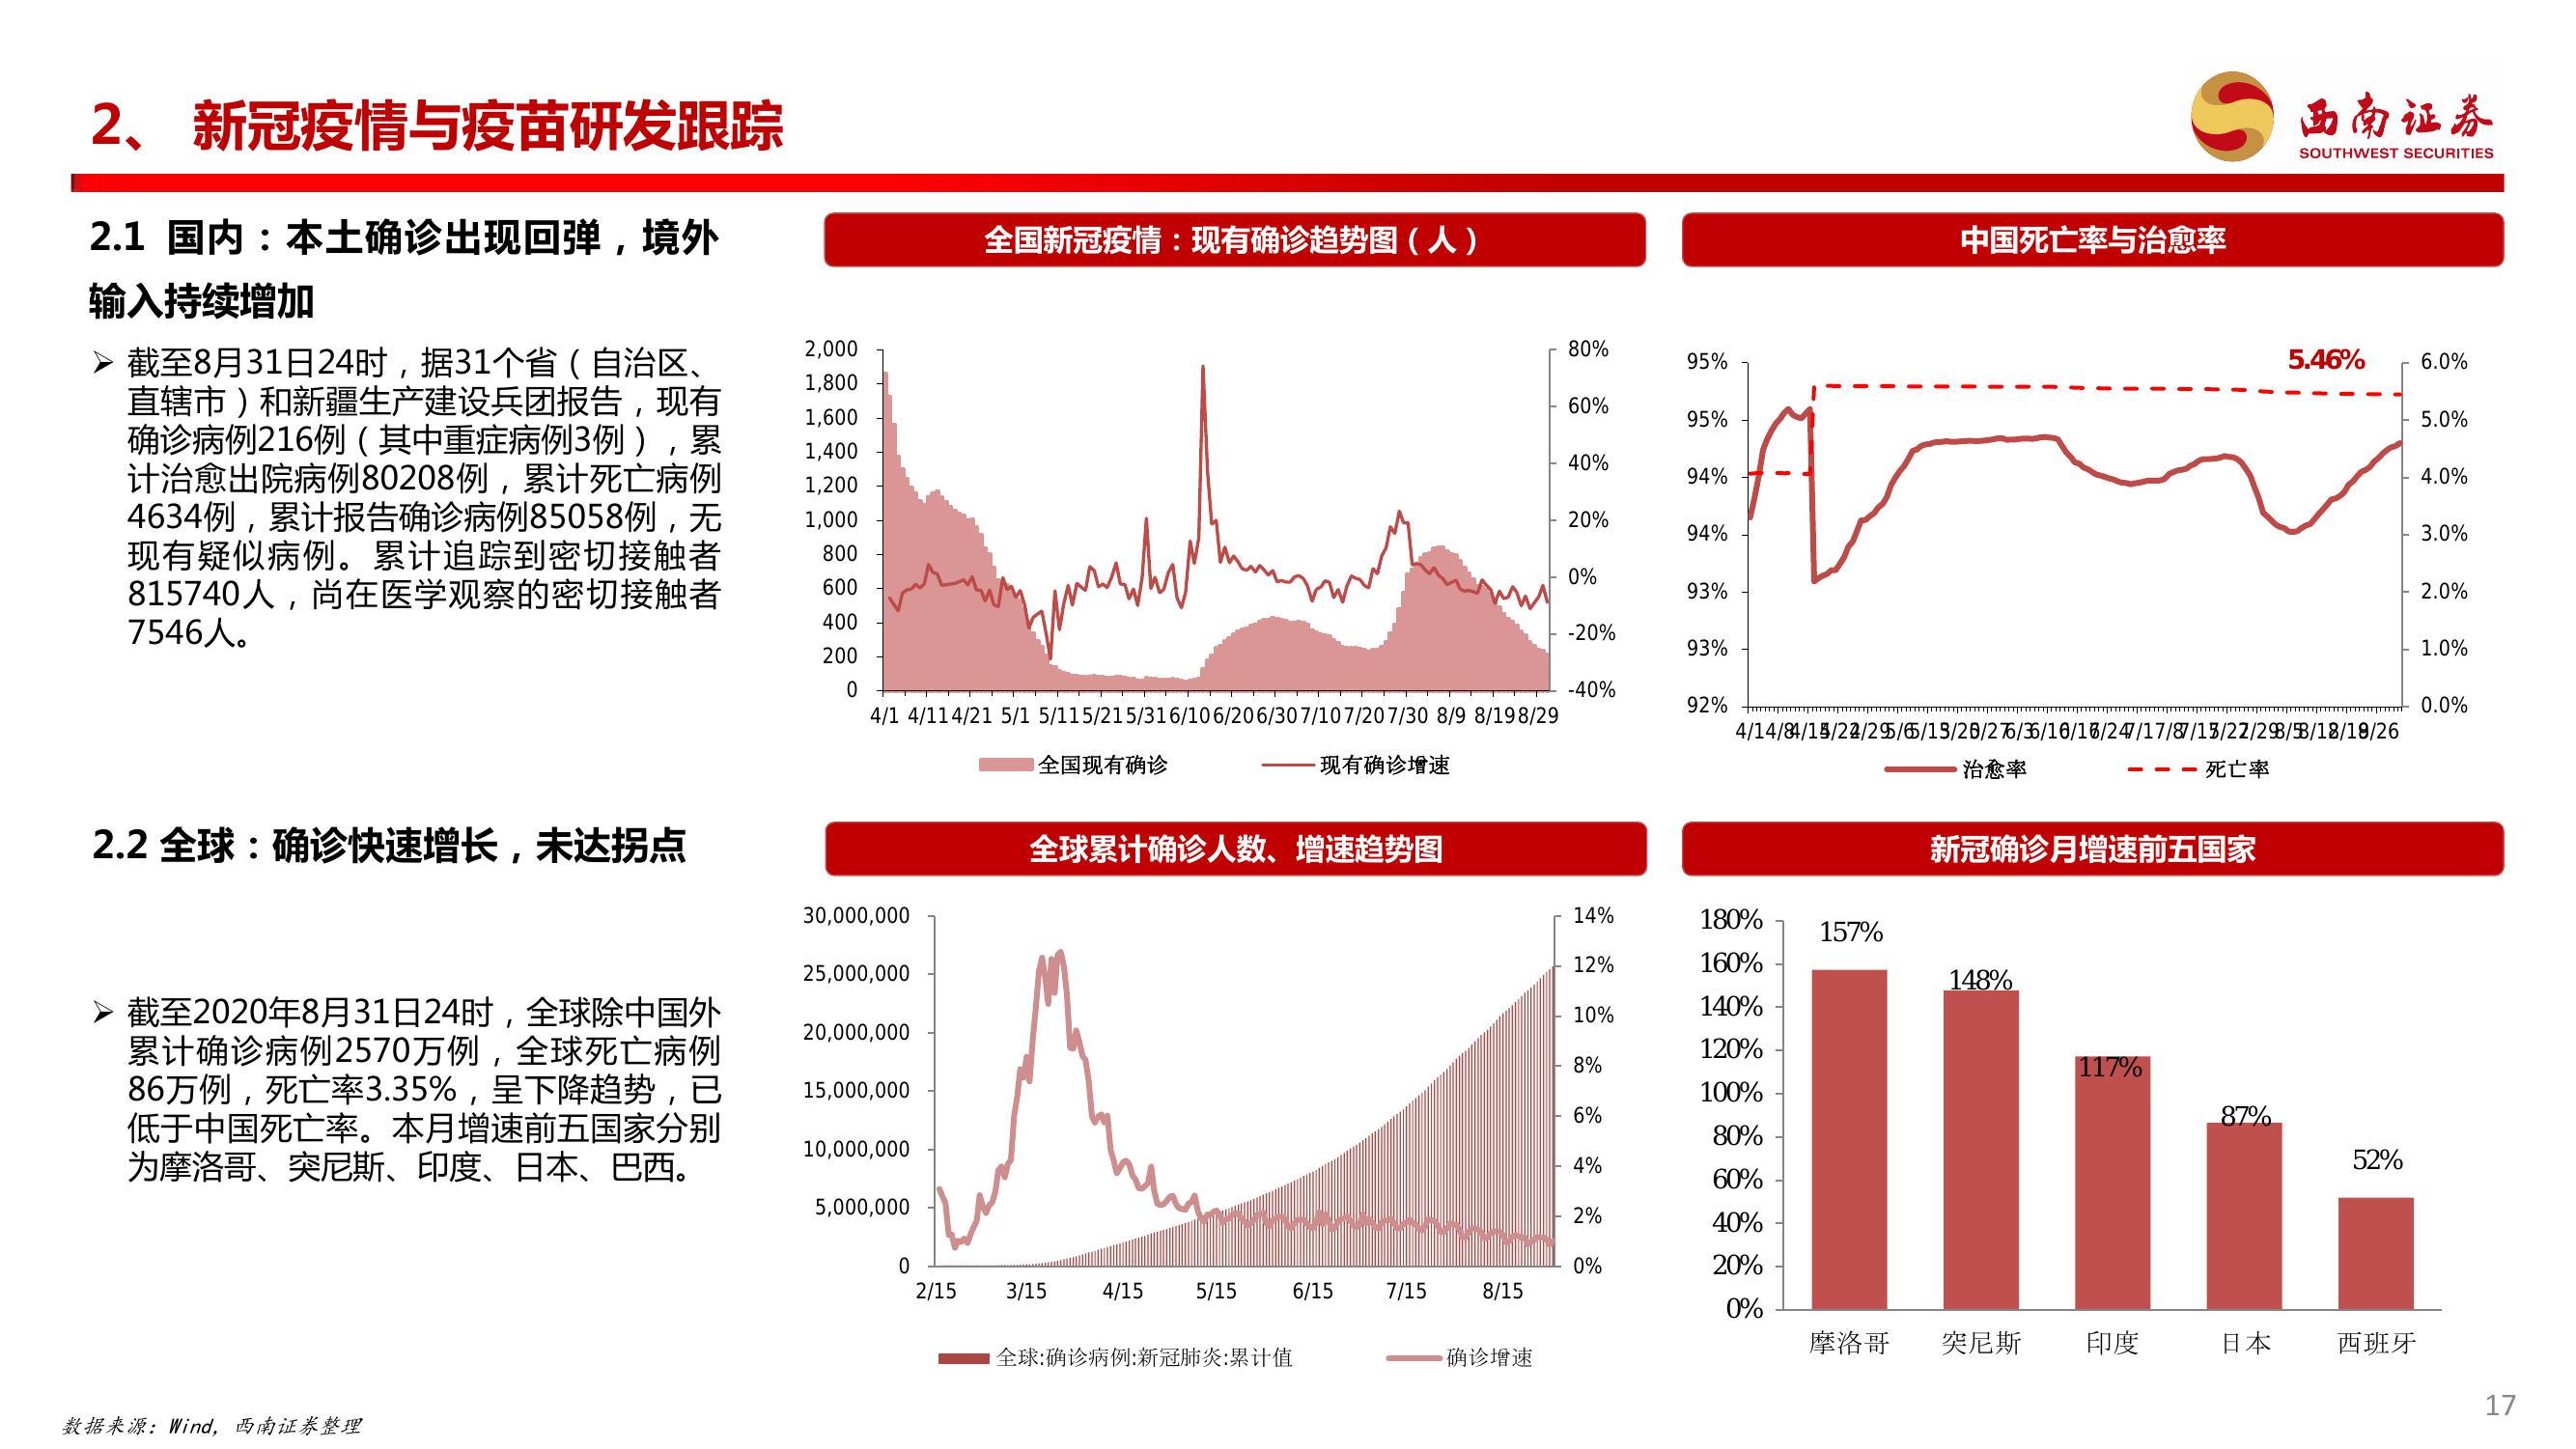 2、 新冠疫情与疫苗研发跟踪
西南证券
SOUTHWEST SECURITIES
2.1 国内：本土确诊出现回弹，境外
输入持续增加
截至8月31日24时，据31个省（自治区、
直辖市）和新疆生产建设兵团报告，现有
确诊病例216例（其中重症病例3例），累
计治愈出院病例80208例，累计死亡病例
4634例，累计报告确诊病例85058例，无
现有疑似病例。累计追踪到密切接触者
815740人，尚在医学观察的密切接触者
7546人。
全国新冠疫情：现有确诊趋势图（人）
2,000
1,800
1,600
1,400
1,200
1,000
800
600
400
200
0
80%
60%
40%
20%
0%
-20%
-40%
4/1 4/11 4/21 5/1 5/11 5/21 5/31 6/10 6/20 6/30 7/10 7/20 7/30 8/9 8/19 8/29
全国现有确诊 现有确诊增速
中国死亡率与治愈率
5.46%
95%
95%
94%
94%
93%
93%
92%
6.0%
5.0%
4.0%
3.0%
2.0%
1.0%
0.0%
治愈率 死亡率
2.2 全球：确诊快速增长，未达拐点
截至2020年8月31日24时，全球除中国外
累计确诊病例2570万例，全球死亡病例
86万例，死亡率3.35%，呈下降趋势，已
低于中国死亡率。本月增速前五国家分别
为摩洛哥、突尼斯、印度、日本、巴西。
全球累计确诊人数、增速趋势图
30,000,000
25,000,000
20,000,000
15,000,000
10,000,000
5,000,000
0
14%
12%
10%
8%
6%
4%
2%
0%
2/15 3/15 4/15 5/15 6/15 7/15 8/15
全球:确诊病例:新冠肺炎:累计值 确诊增速
新冠确诊月增速前五国家
180%
160%
140%
120%
100%
80%
60%
40%
20%
0%
157%
148%
117%
87%
52%
摩洛哥 突尼斯 印度 日本 西班牙
数据来源：Wind，西南证券整理
17